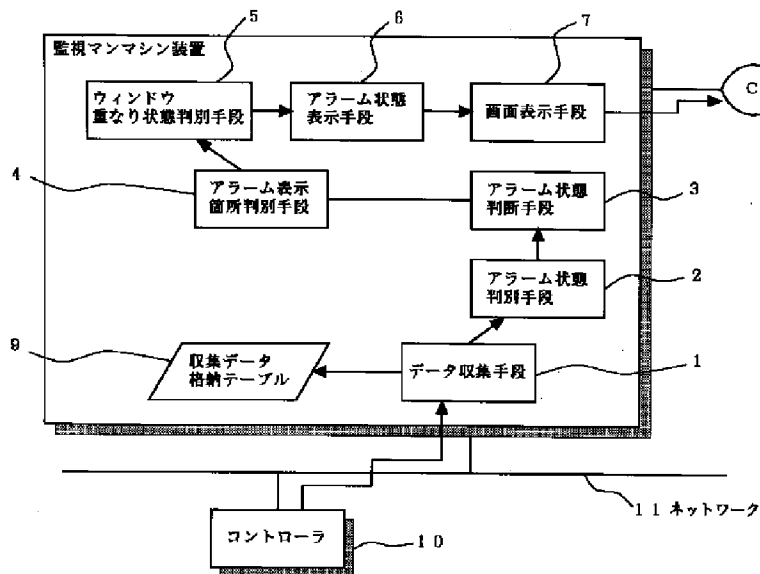 5
6
7
監視マンマシン装置
ウィンドウ
重なり状態判別手段
アラーム状態
表示手段
画面表示手段
C
4
アラーム表示
箇所判別手段
アラーム状態
判断手段
3
アラーム状態
判別手段
2
9
収集データ
格納テーブル
データ収集手段
1
11 ネットワーク
コントローラ
10